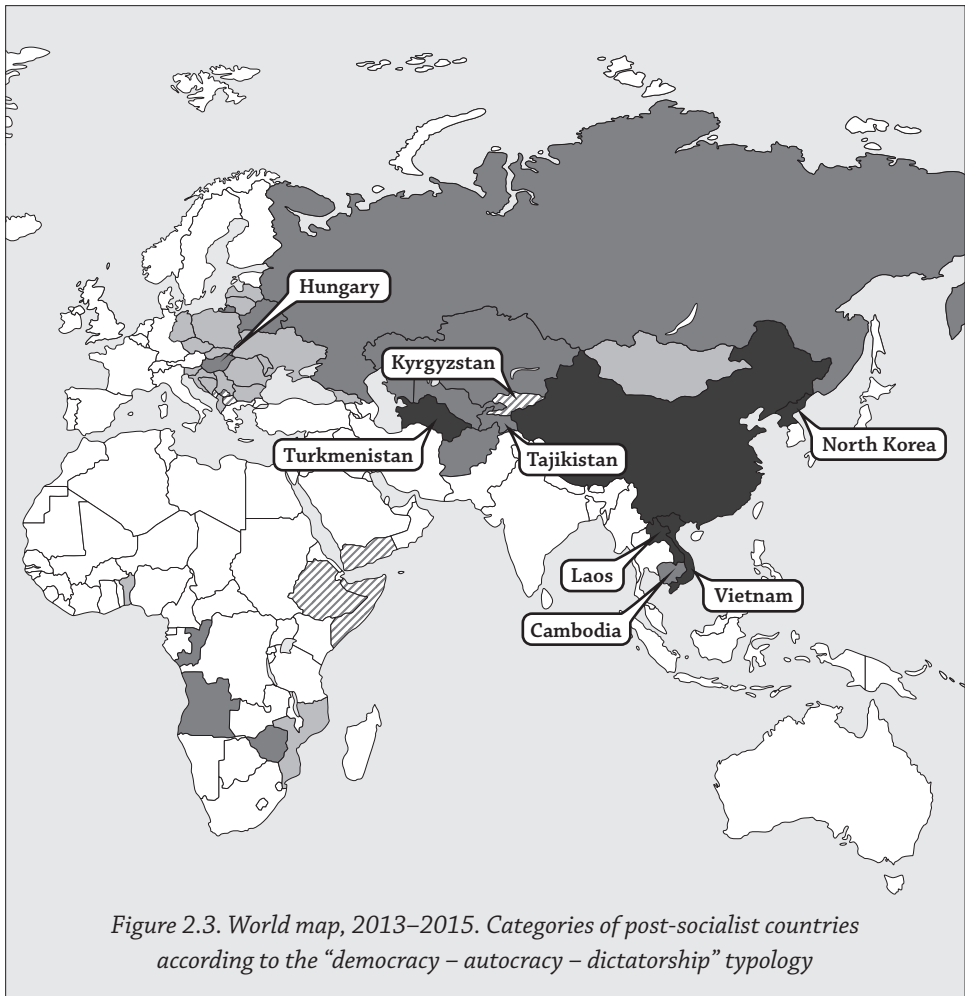 Hungary
Kyrgyzstan
Turkmenistan
Tajikistan
North Korea
Laos
Vietnam
Cambodia
Figure 2.3. World map, 2013–2015. Categories of post-socialist countries
according to the “democracy – autocracy – dictatorship” typology